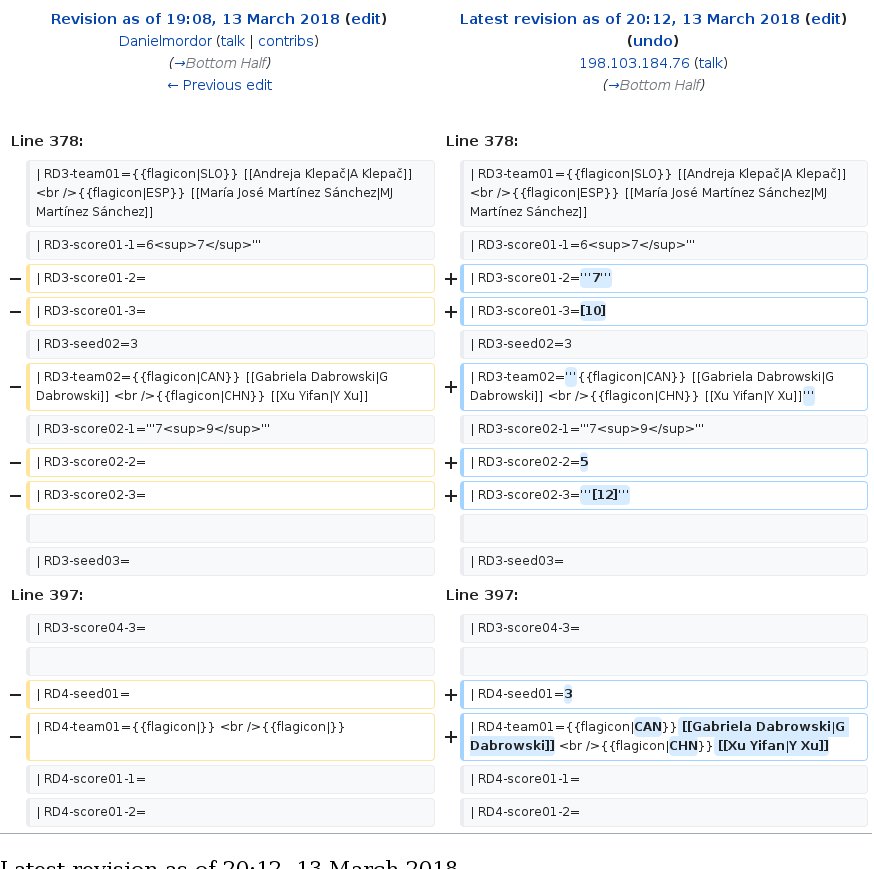 Revision as of 19:08, 13 March 2018 (edit)
Danielmordor (talk | contribs)
(→Bottom Half)
← Previous edit
Latest revision as of 20:12, 13 March 2018 (edit)
(undo)
198.103.184.76 (talk)
(→Bottom Half)
Line 378:
Line 378:
| RD3-team01={{flagicon|SLO}} [[Andreja Klepač|A Klepač]]
<br />{{flagicon|ESP}} [[María José Martínez Sánchez|MJ
Martínez Sánchez]]
| RD3-team01={{flagicon|SLO}} [[Andreja Klepač|A Klepač]]
<br />{{flagicon|ESP}} [[María José Martínez Sánchez|MJ
Martínez Sánchez]]
| RD3-score01-1=6<sup>7</sup>'''
| RD3-score01-1=6<sup>7</sup>'''
− | RD3-score01-2=
+ | RD3-score01-2='''7'''
− | RD3-score01-3=
+ | RD3-score01-3=[10]
| RD3-seed02=3
| RD3-seed02=3
− | RD3-team02={{flagicon|CAN}} [[Gabriela Dabrowski|G
Dabrowski]] <br />{{flagicon|CHN}} [[Xu Yifan|Y Xu]]
+ | RD3-team02='''{{flagicon|CAN}} [[Gabriela Dabrowski|G
Dabrowski]] <br />{{flagicon|CHN}} [[Xu Yifan|Y Xu]]'''
| RD3-score02-1='''7<sup>9</sup>'''
| RD3-score02-1='''7<sup>9</sup>'''
− | RD3-score02-2=
+ | RD3-score02-2=5
− | RD3-score02-3=
+ | RD3-score02-3='''[12]'''
| RD3-seed03=
| RD3-seed03=
Line 397:
Line 397:
| RD3-score04-3=
| RD3-score04-3=
− | RD4-seed01=
+ | RD4-seed01=3
− | RD4-team01={{flagicon|}} <br />{{flagicon|}}
+ | RD4-team01={{flagicon|CAN}} [[Gabriela Dabrowski|G
Dabrowski]] <br />{{flagicon|CHN}} [[Xu Yifan|Y Xu]]
| RD4-score01-1=
| RD4-score01-1=
| RD4-score01-2=
| RD4-score01-2=
Latest revision as of 20:12, 13 March 2018